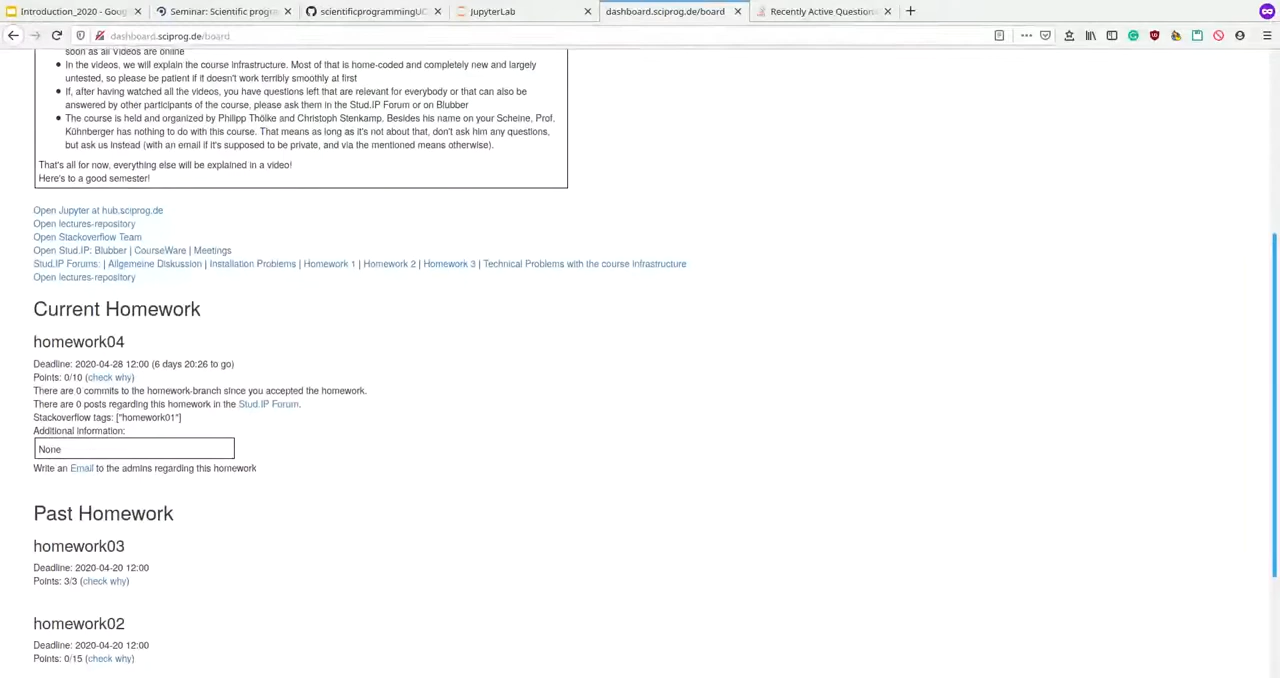 Introduction_2020 - Goog
Seminar: Scientific progra
scientificprogrammingUC
JupyterLab
dashboard.sciprog.de/board
Recently Active Question
dashboard.sciprog.de/board
soon as all Videos are online
In the videos, we will explain the course infrastructure. Most of that is home-coded and completely new and largely
untested, so please be patient if it doesn't work terribly smoothly at first
If, after having watched all the videos, you have questions left that are relevant for everybody or that can also be
answered by other participants of the course, please ask them in the Stud.IP Forum or on Blubber
The course is held and organized by Philipp Thölke and Christoph Stenkamp. Besides his name on your Scheine, Prof.
Kühnberger has nothing to do with this course. That means as long as it's not about that, don't ask him any questions,
but ask us instead (with an email if it's supposed to be private, and via the mentioned means otherwise).
That's all for now, everything else will be explained in a video!
Here's to a good semester!
Open Jupyter at hub.sciprog.de
Open lectures-repository
Open Stackoverflow Team
Open Stud.IP: Blubber | CourseWare | Meetings
Stud.IP Forums: | Allgemeine Diskussion | Installation Problems | Homework 1 | Homework 2 | Homework 3 | Technical Problems with the course infrastructure
Open lectures-repository
Current Homework
homework04
Deadline: 2020-04-28 12:00 (6 days 20:26 to go)
Points: 0/10 (check why)
There are 0 commits to the homework-branch since you accepted the homework.
There are 0 posts regarding this homework in the Stud.IP Forum.
Stackoverflow tags: ["homework01"]
Additional information:
None
Write an Email to the admins regarding this homework
Past Homework
homework03
Deadline: 2020-04-20 12:00
Points: 3/3 (check why)
homework02
Deadline: 2020-04-20 12:00
Points: 0/15 (check why)